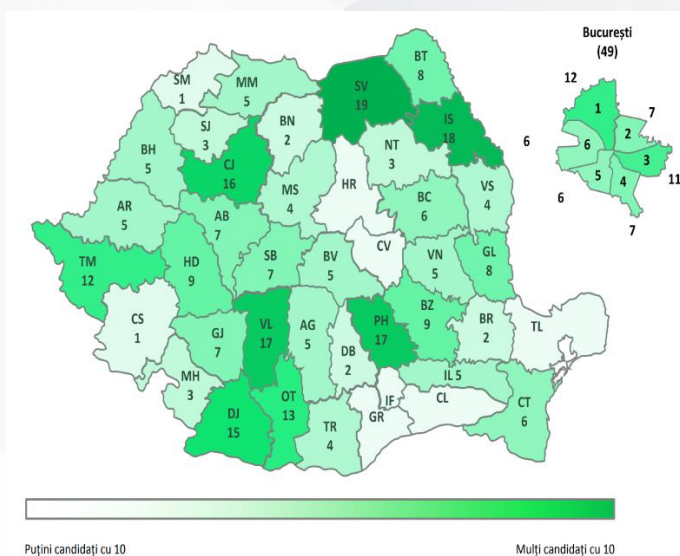 București
(49)
12
1
7
2
6
6
3
5
4
11
6
7
SM
1
MM
5
SV
19
BT
8
SJ
3
BN
2
IS
18
BH
5
CJ
16
NT
3
MS
4
HR
BC
6
VS
4
AR
5
AB
7
TM
12
HD
9
SB
7
BV
5
CV
VN
5
GL
8
CS
1
GJ
7
VL
17
AG
5
PH
17
BZ
9
BR
2
TL
DB
2
MH
3
IL 5
DJ
15
OT
13
IF
CL
CT
6
TR
4
GR
Puțini candidați cu 10
Mulți candidați cu 10